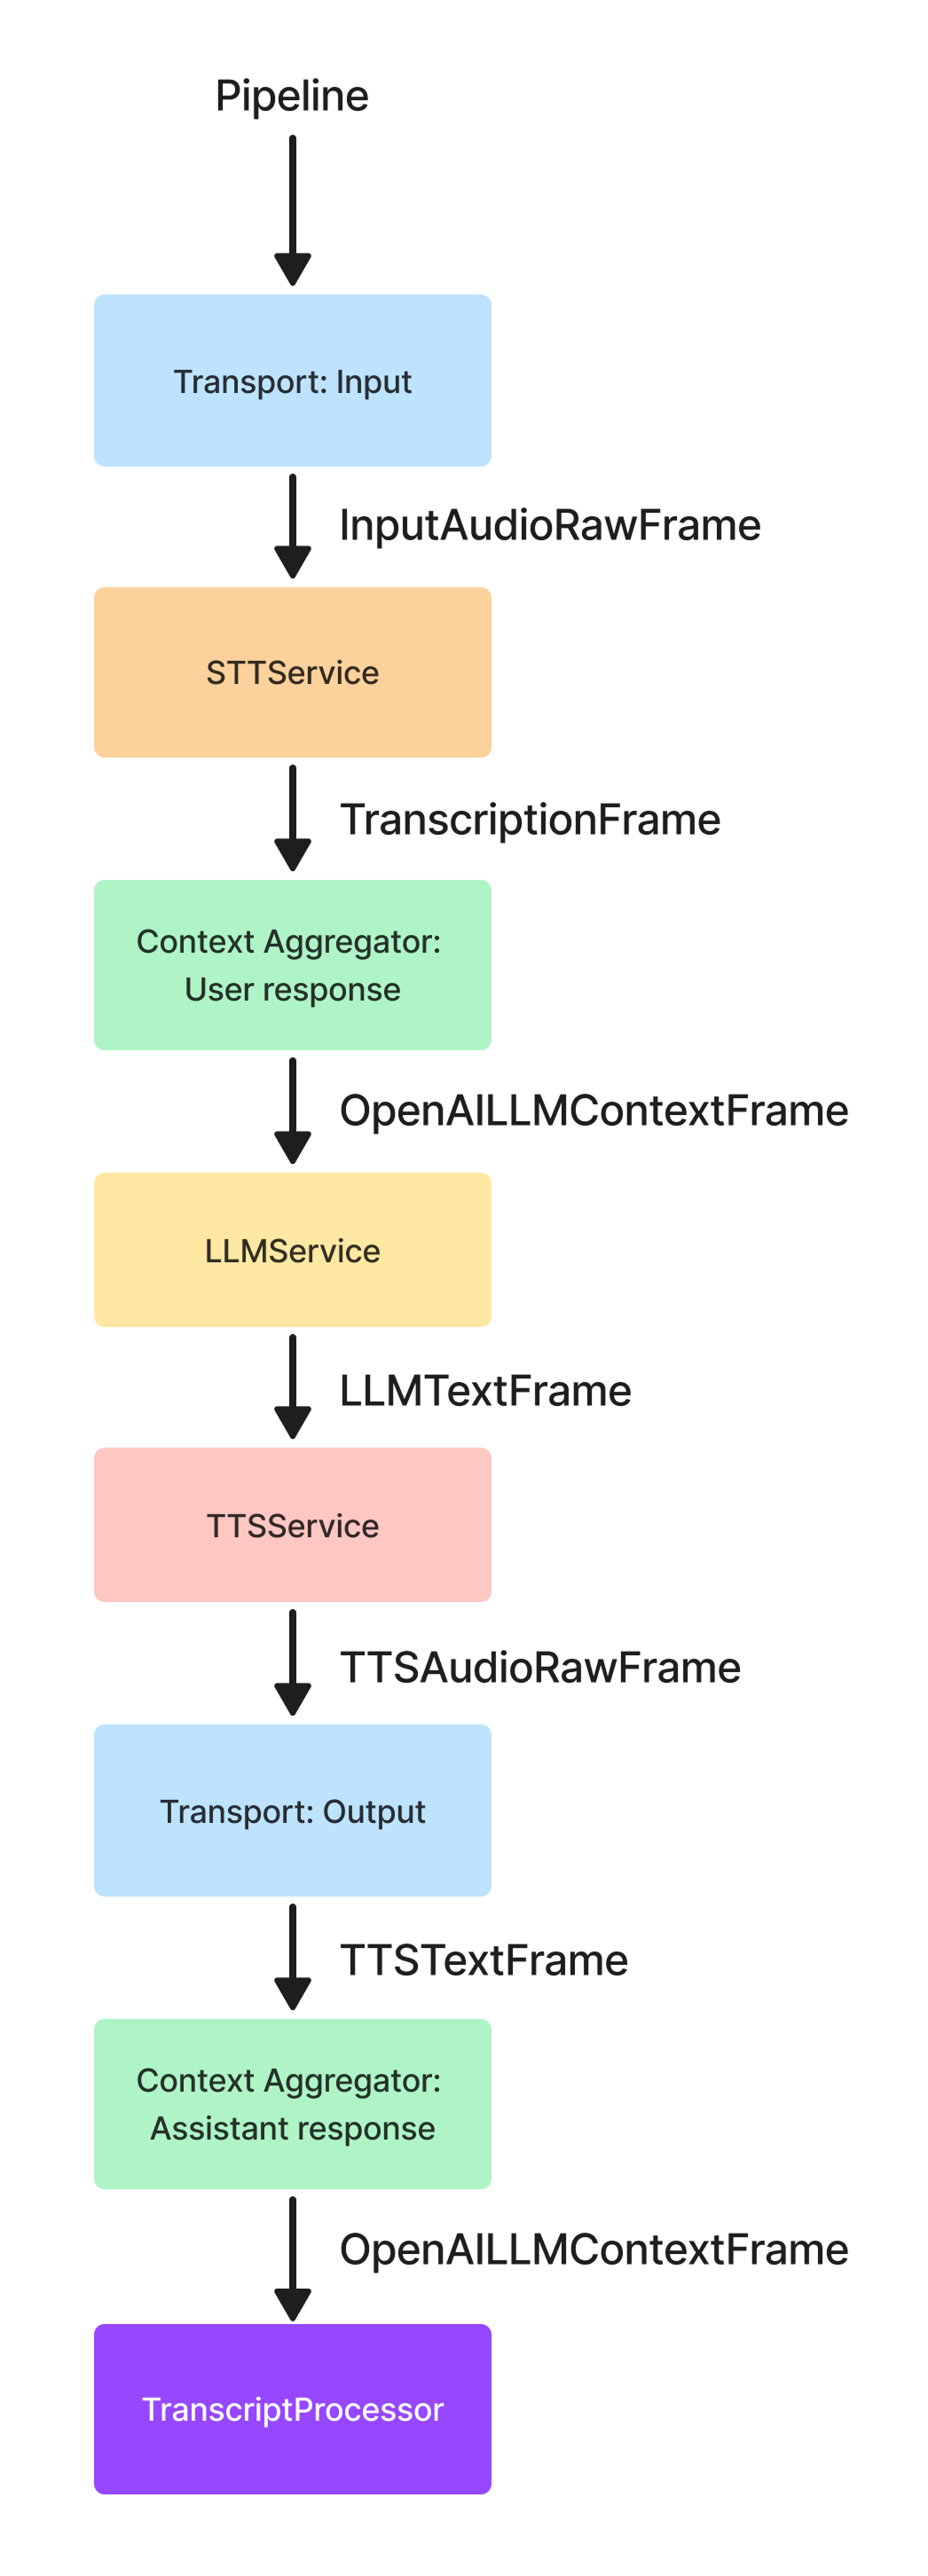 Pipeline
Transport: Input
InputAudioRawFrame
STTService
TranscriptionFrame
Context Aggregator:
User response
OpenAILLMContextFrame
LLMService
LLMTextFrame
TTSService
TTSAudioRawFrame
Transport: Output
TTSTextFrame
Context Aggregator:
Assistant response
OpenAILLMContextFrame
TranscriptProcessor